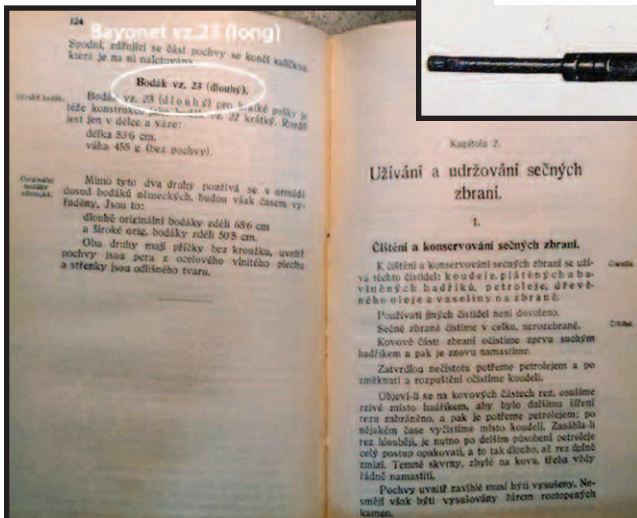 124
Bayonet vz.23 (long)
Spodní, zúžující se část pochvy se končí kuličkou,
která je na ni naletována.
Bodák vz. 23 (dlouhý),
Bodák vz. 23 (dlouhý) pro krátké pušky je
téže konstrukce jako bodák vz. 22 krátký. Rozdíl
jest jen v délce a váze:
délka 53'6 cm.
váha 455 g (bez pochvy).
Originální
bodáky
německé.
Mimo tyto dva druhy používá se v armádě
dosud bodáků německých, budou však časem vy-
řaděny. Jsou to:
dlouhé originální bodáky zdéli 65'6 cm
a široké orig. bodáky zdéli 50'5 cm.
Oba druhy mají příčky bez kroužku, uvnitř
pochvy jsou pera z ocelového vlnitého plechu
a střenky jsou odlišného tvaru.
Kapitola 2.
Užívání a udržování sečných
zbraní.
1.
Čištění a konservování sečných zbraní.
K čištění a konservování sečných zbraní se uží-
vá těchto čistidel: koudele, plátěných a ba-
vlněných hadříků, petroleje, dřevě-
ného oleje a vaseliny na zbraně.
Čistidla.
Používati jiných čistidel není dovoleno.
Sečné zbraně čistíme v celku, nerozebrané.
Čištění.
Kovové části zbraní očistíme zprvu suchým
hadříkem a pak je znovu namastíme.
Zatvrdlou nečistotu potřeme petrolejem a po
změknutí a rozpuštění očistíme koudelí.
Objeví-li se na kovových částech rez, osušíme
rzivé místo hadříkem, aby bylo dalšímu šíření
rezu zabráněno, a pak je potřeme petrolejem; po
nějakém čase vyčistíme místo koudelí. Zasáhla-li
rez hlouběji, je nutno po delším působení petroleje
celý postup opakovati, a to tak dlouho, až rez úplně
zmizí. Temné skvrny, zbylé na kovu, třeba vždy
řádně namastiti.
Pochvy uvnitř zavlhlé musí býti vysušeny. Ne-
smějí však býti vysušovány žárem roztopených
kamen.